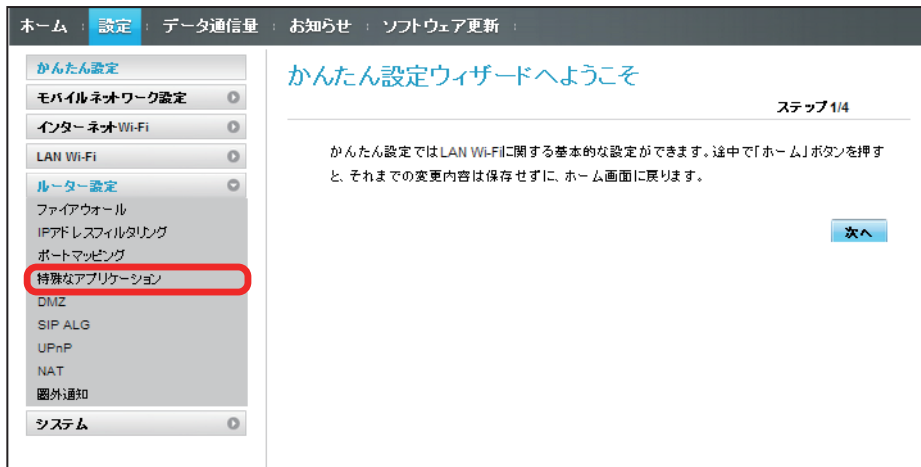 ホーム 設定 データ通信量 お知らせ ソフトウェア更新
かんたん設定
モバイルネットワーク設定
インターネットWi-Fi
LAN Wi-Fi
ルーター設定
ファイアウォール
IPアドレスフィルタリング
ポートマッピング
特殊なアプリケーション
DMZ
SIP ALG
UPnP
NAT
圏外通知
システム
かんたん設定ウィザードへようこそ
ステップ1/4
かんたん設定ではLAN Wi-Fiに関する基本的な設定ができます。途中で「ホーム」ボタンを押す
と、それまでの変更内容は保存せずに、ホーム画面に戻ります。
次へ